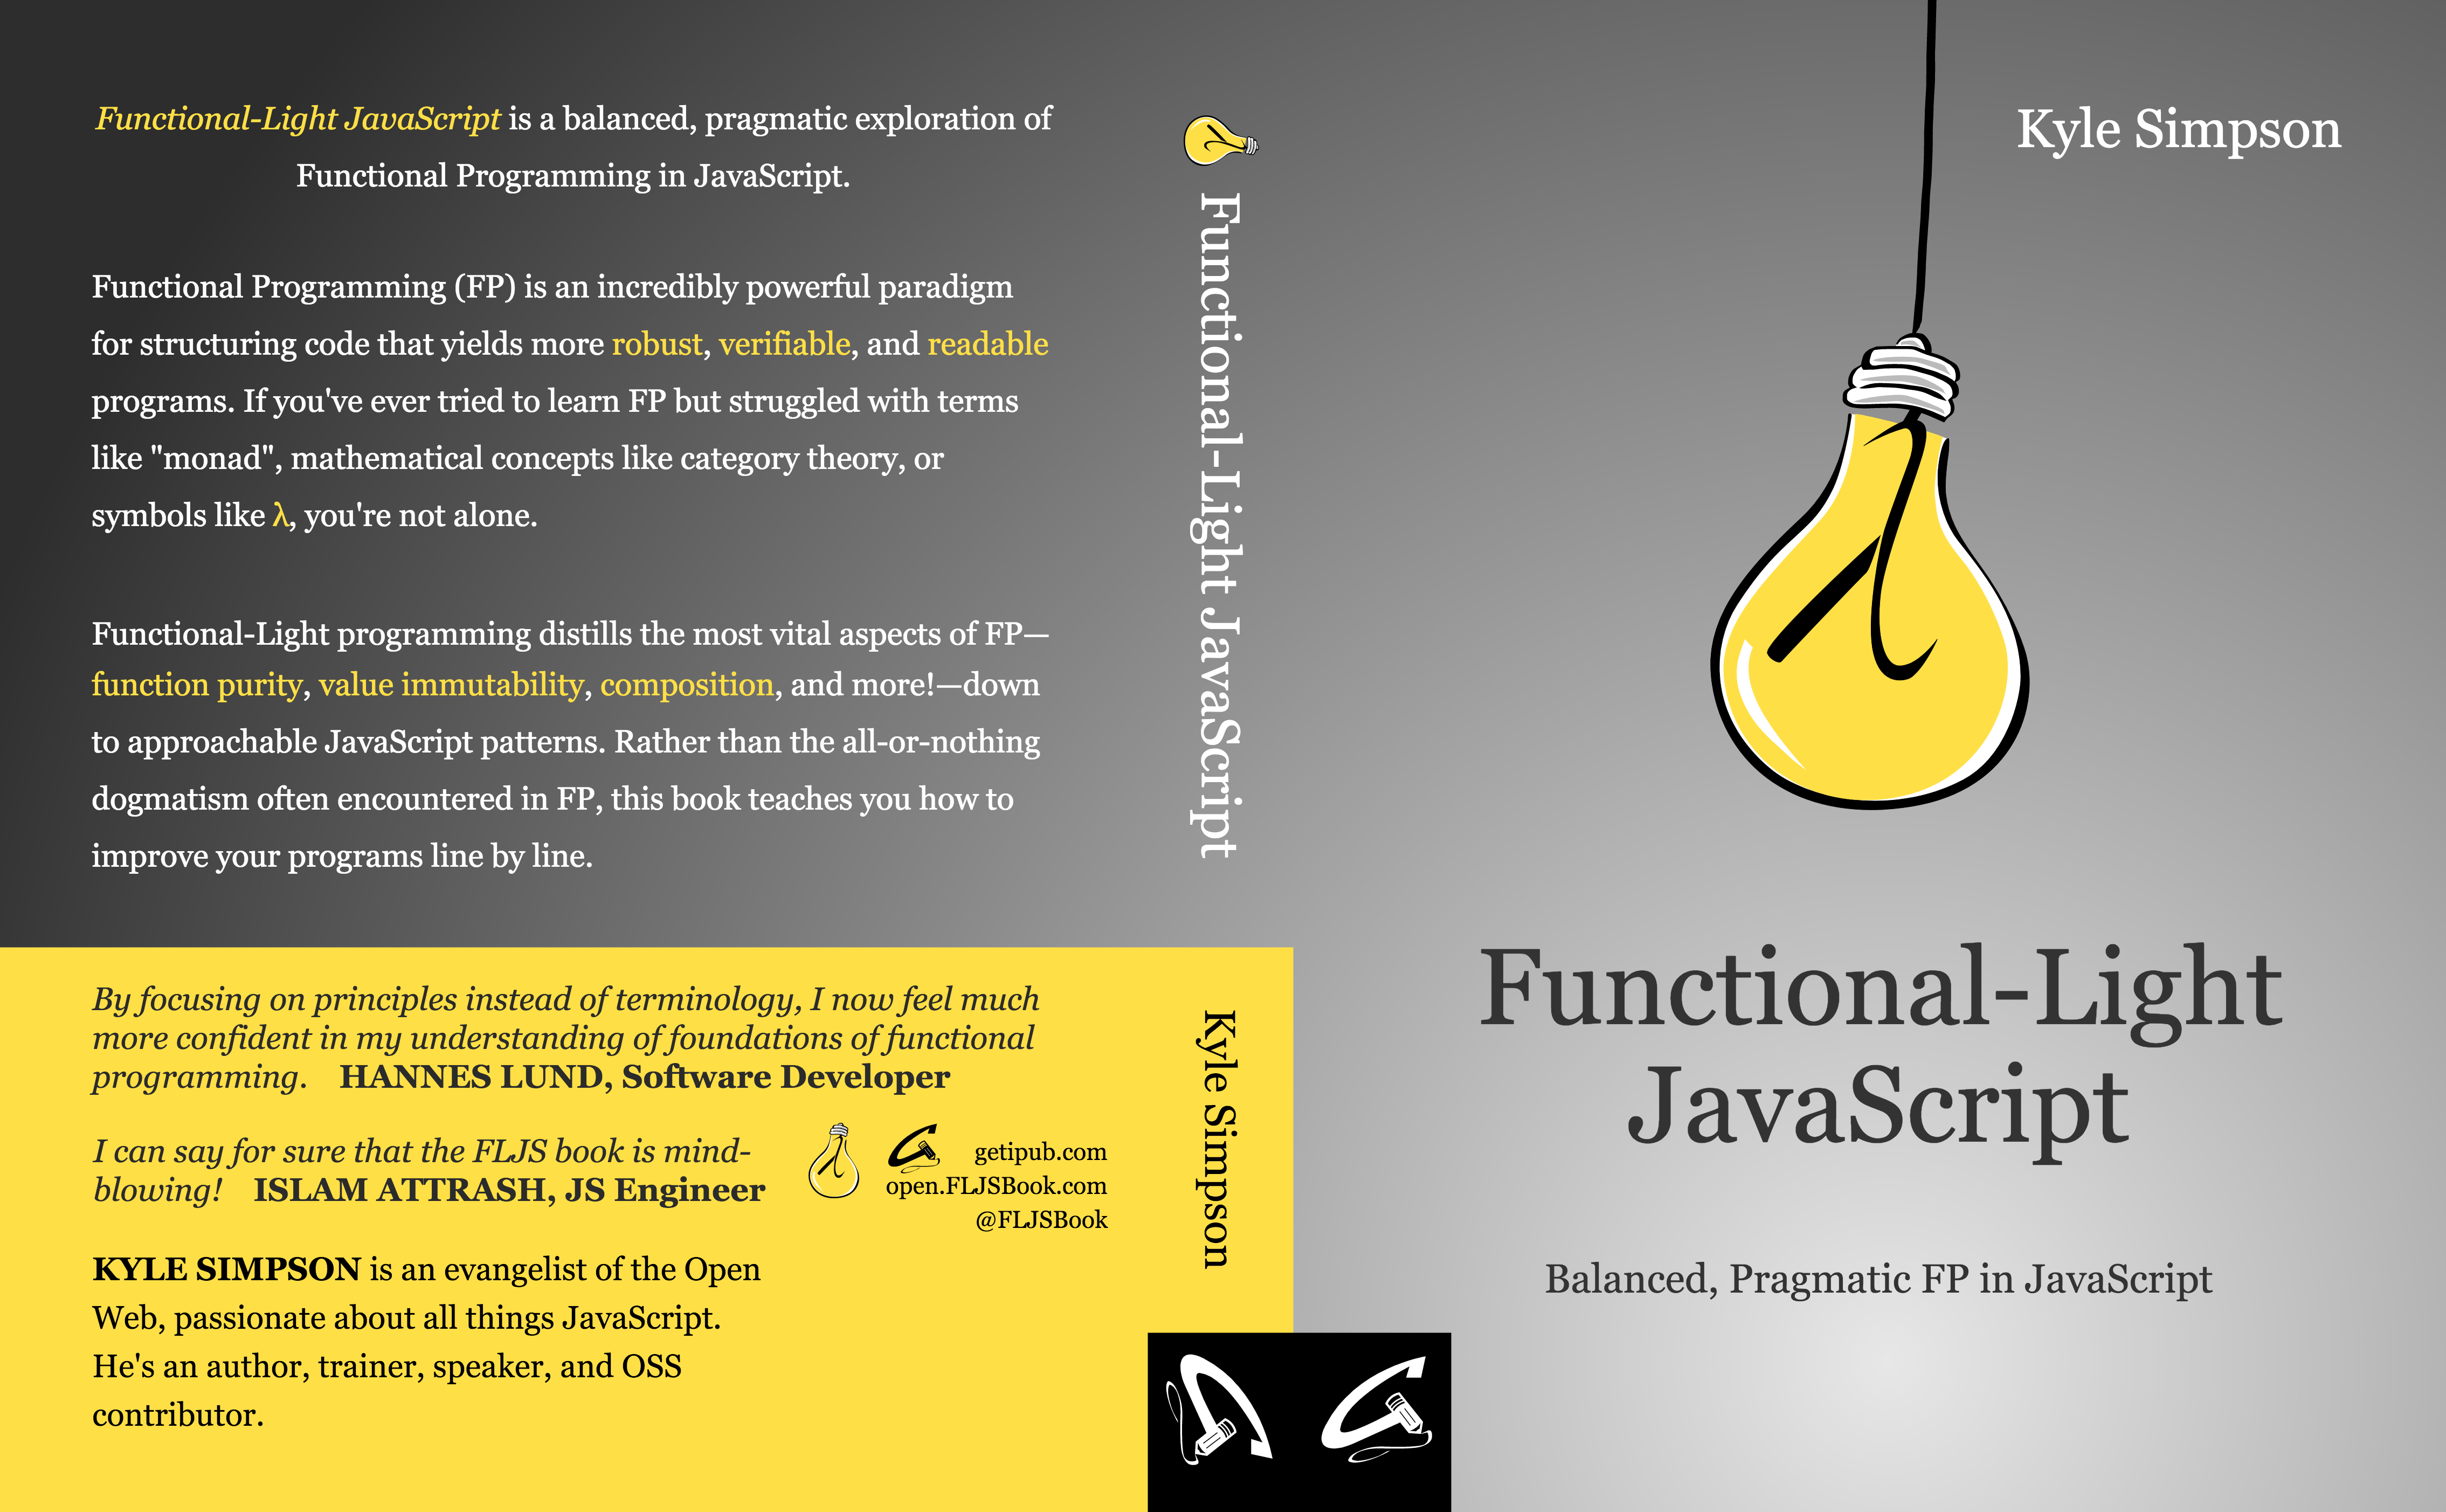 Functional-Light JavaScript is a balanced, pragmatic exploration of
Functional Programming in JavaScript.
Functional Programming (FP) is an incredibly powerful paradigm
for structuring code that yields more robust, verifiable, and readable
programs. If you've ever tried to learn FP but struggled with terms
like "monad", mathematical concepts like category theory, or
symbols like λ, you're not alone.
Functional-Light programming distills the most vital aspects of FP—
function purity, value immutability, composition, and more!—down
to approachable JavaScript patterns. Rather than the all-or-nothing
dogmatism often encountered in FP, this book teaches you how to
improve your programs line by line.
By focusing on principles instead of terminology, I now feel much
more confident in my understanding of foundations of functional
programming. HANNES LUND, Software Developer
I can say for sure that the FLJS book is mind-
blowing! ISLAM ATTRASH, JS Engineer
λ
getipub.com
open.FLJSBook.com
@FLJSBook
KYLE SIMPSON is an evangelist of the Open
Web, passionate about all things JavaScript.
He's an author, trainer, speaker, and OSS
contributor.
λ
Functional-Light JavaScript
Kyle Simpson
Kyle Simpson
λ
Functional-Light
JavaScript
Balanced, Pragmatic FP in JavaScript